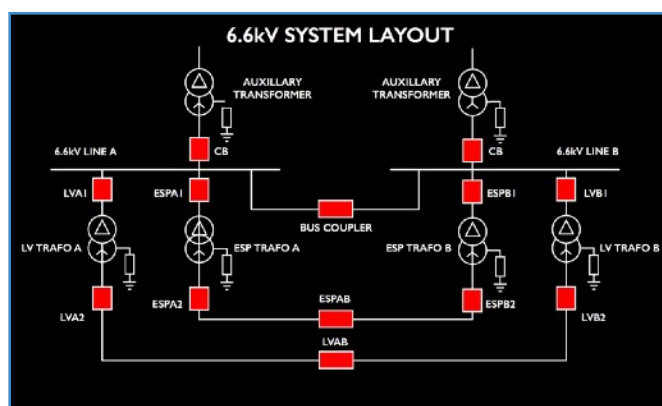 6.6kV SYSTEM LAYOUT
AUXILLARY
TRANSFORMER
AUXILLARY
TRANSFORMER
6.6kV LINE A
CB
CB
6.6kV LINE B
LVA1
ESPA1
ESPB1
LVB1
BUS COUPLER
LV TRAFO A
ESP TRAFO A
ESP TRAFO B
LV TRAFO B
LVA2
ESPA2
ESPAB
ESPB2
LVB2
LVAB